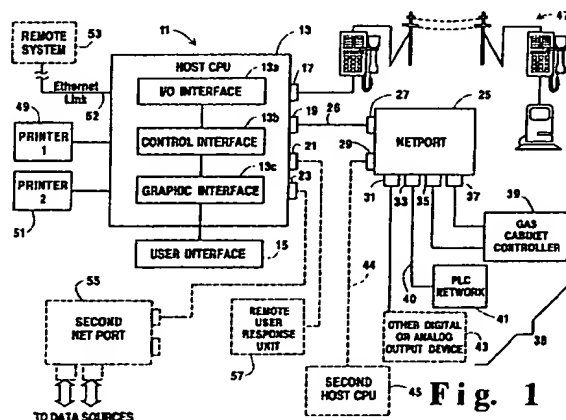 REMOTE
SYSTEM
53
11
13
47
HOST CPU
13a
17
Ethernet
Link
52
I/O INTERFACE
49
PRINTER
1
13b
19
26
27
25
CONTROL INTERFACE
21
29
NETPORT
PRINTER
2
51
13c
23
GRAPHIC INTERFACE
31
33
35
37
39
GAS
CABINET
CONTROLLER
USER INTERFACE
15
44
40
PLC
NETWORK
41
55
SECOND
NET PORT
REMOTE
USER
RESPONSE
UNIT
57
OTHER DIGITAL
OR ANALOG
OUTPUT DEVICE
43
38
SECOND
HOST CPU
45
Fig. 1
TO DATA SOURCES